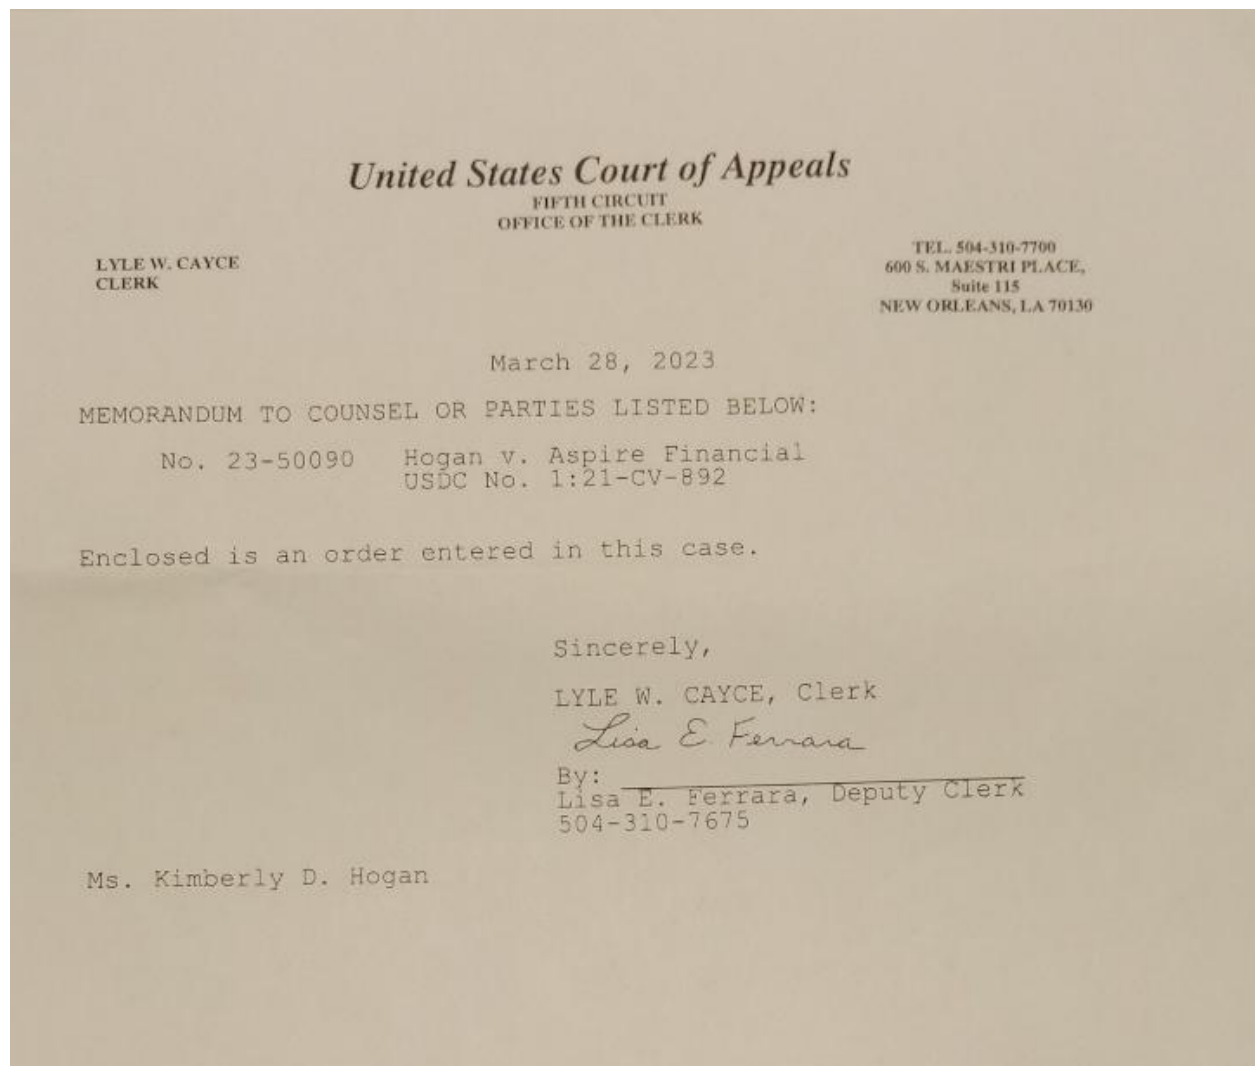 United States Court of Appeals
FIFTH CIRCUIT
OFFICE OF THE CLERK
LYLE W. CAYCE
CLERK
TEL. 504-310-7700
600 S. MAESTRI PLACE,
Suite 115
NEW ORLEANS, LA 70130
March 28, 2023
MEMORANDUM TO COUNSEL OR PARTIES LISTED BELOW:
No. 23-50090 Hogan v. Aspire Financial
USDC No. 1:21-CV-892
Enclosed is an order entered in this case.
Sincerely,
LYLE W. CAYCE, Clerk
Lisa E. Ferrara
By:
Lisa E. Ferrara, Deputy Clerk
504-310-7675
Ms. Kimberly D. Hogan